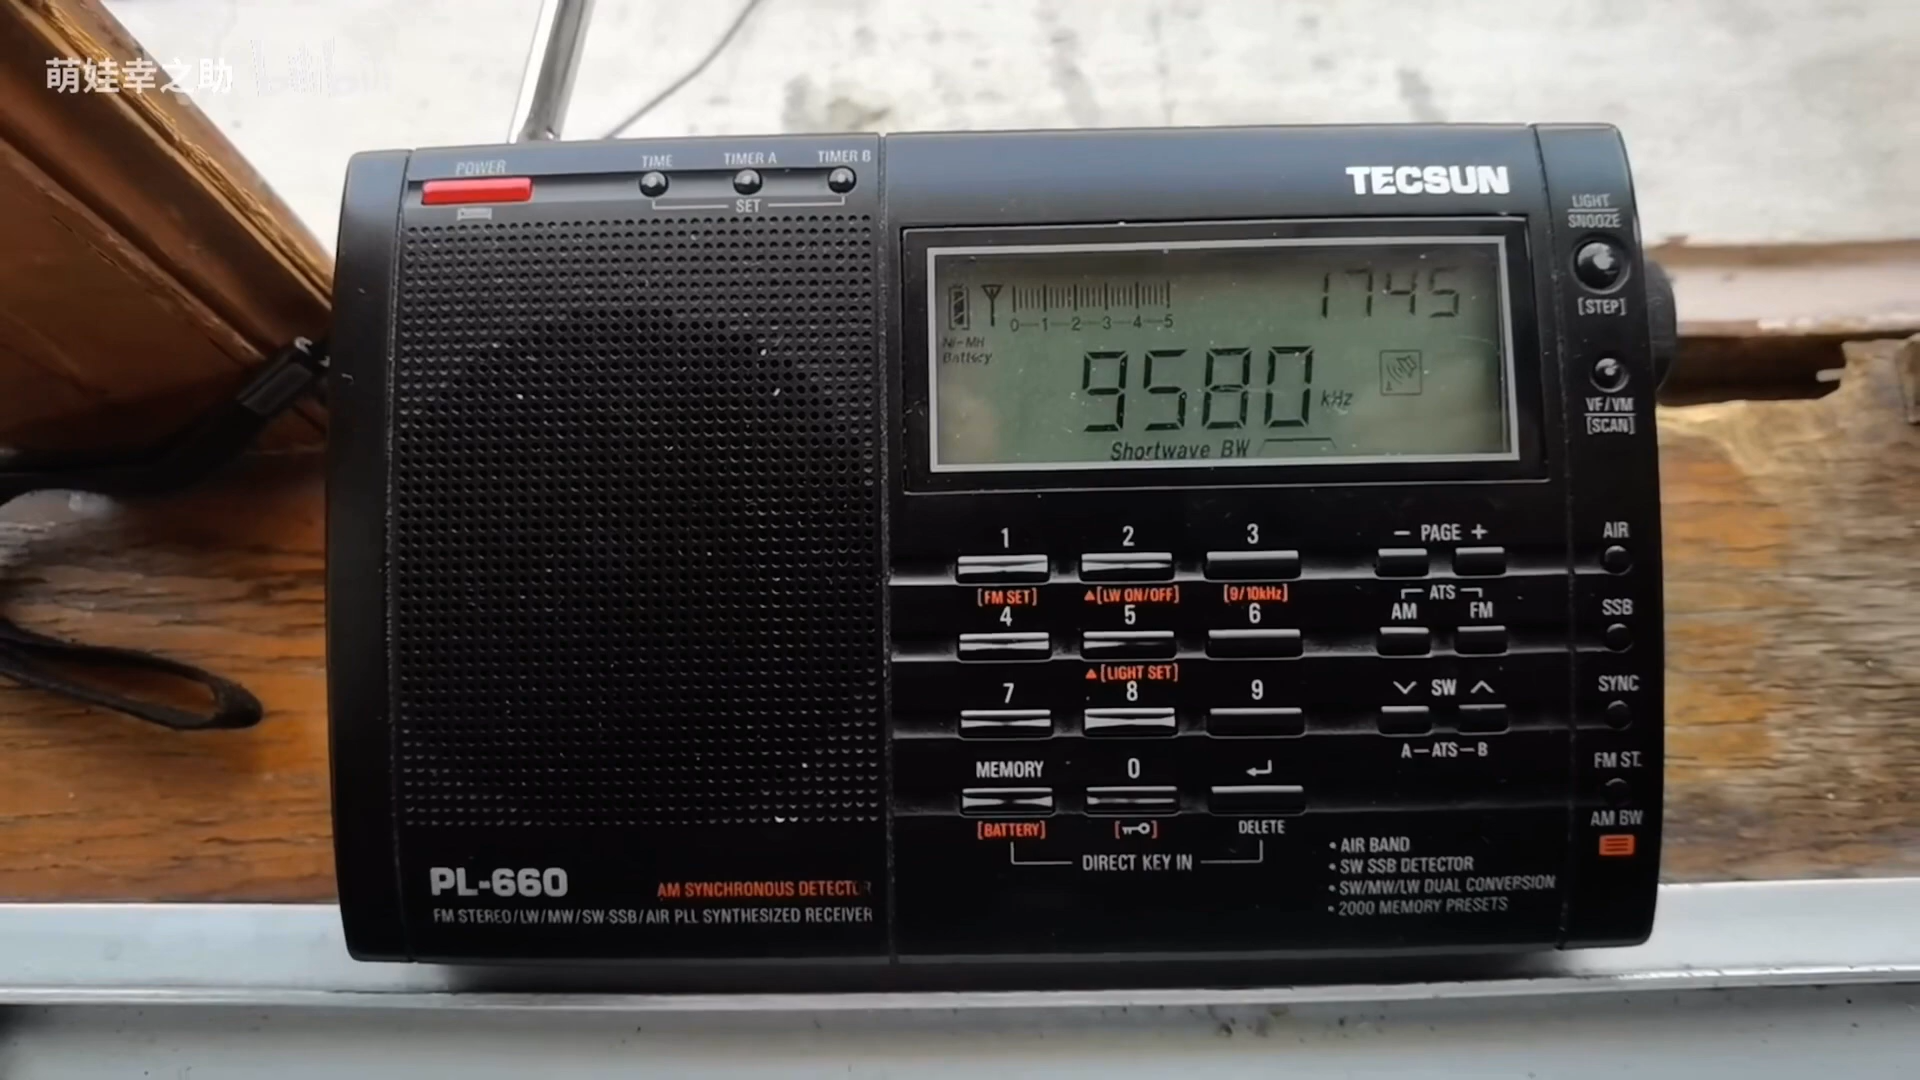 萌娃幸之助
POWER
TIME
TIMER A
TIMER B
SET
TECSUN
LIGHT
SNOOZE
[STEP]
1745
0-1-2-3-4-5
Ni-MH
Battery
9580 kHz
Shortwave BW
VF/VM
[SCAN]
1 2 3
- PAGE +
AIR
[FM SET] ▲[LW ON/OFF] [9/10kHz]
ATS
4 5 6
AM FM
SSB
▲[LIGHT SET]
7 8 9
SW
SYNC
A-ATS-B
MEMORY 0
FM ST.
[BATTERY]
DELETE
AM BW
DIRECT KEY IN
• AIR BAND
• SW SSB DETECTOR
• SW/MW/LW DUAL CONVERSION
• 2000 MEMORY PRESETS
PL-660
AM SYNCHRONOUS DETECTOR
FM STEREO/LW/MW/SW-SSB/AIR PLL SYNTHESIZED RECEIVER